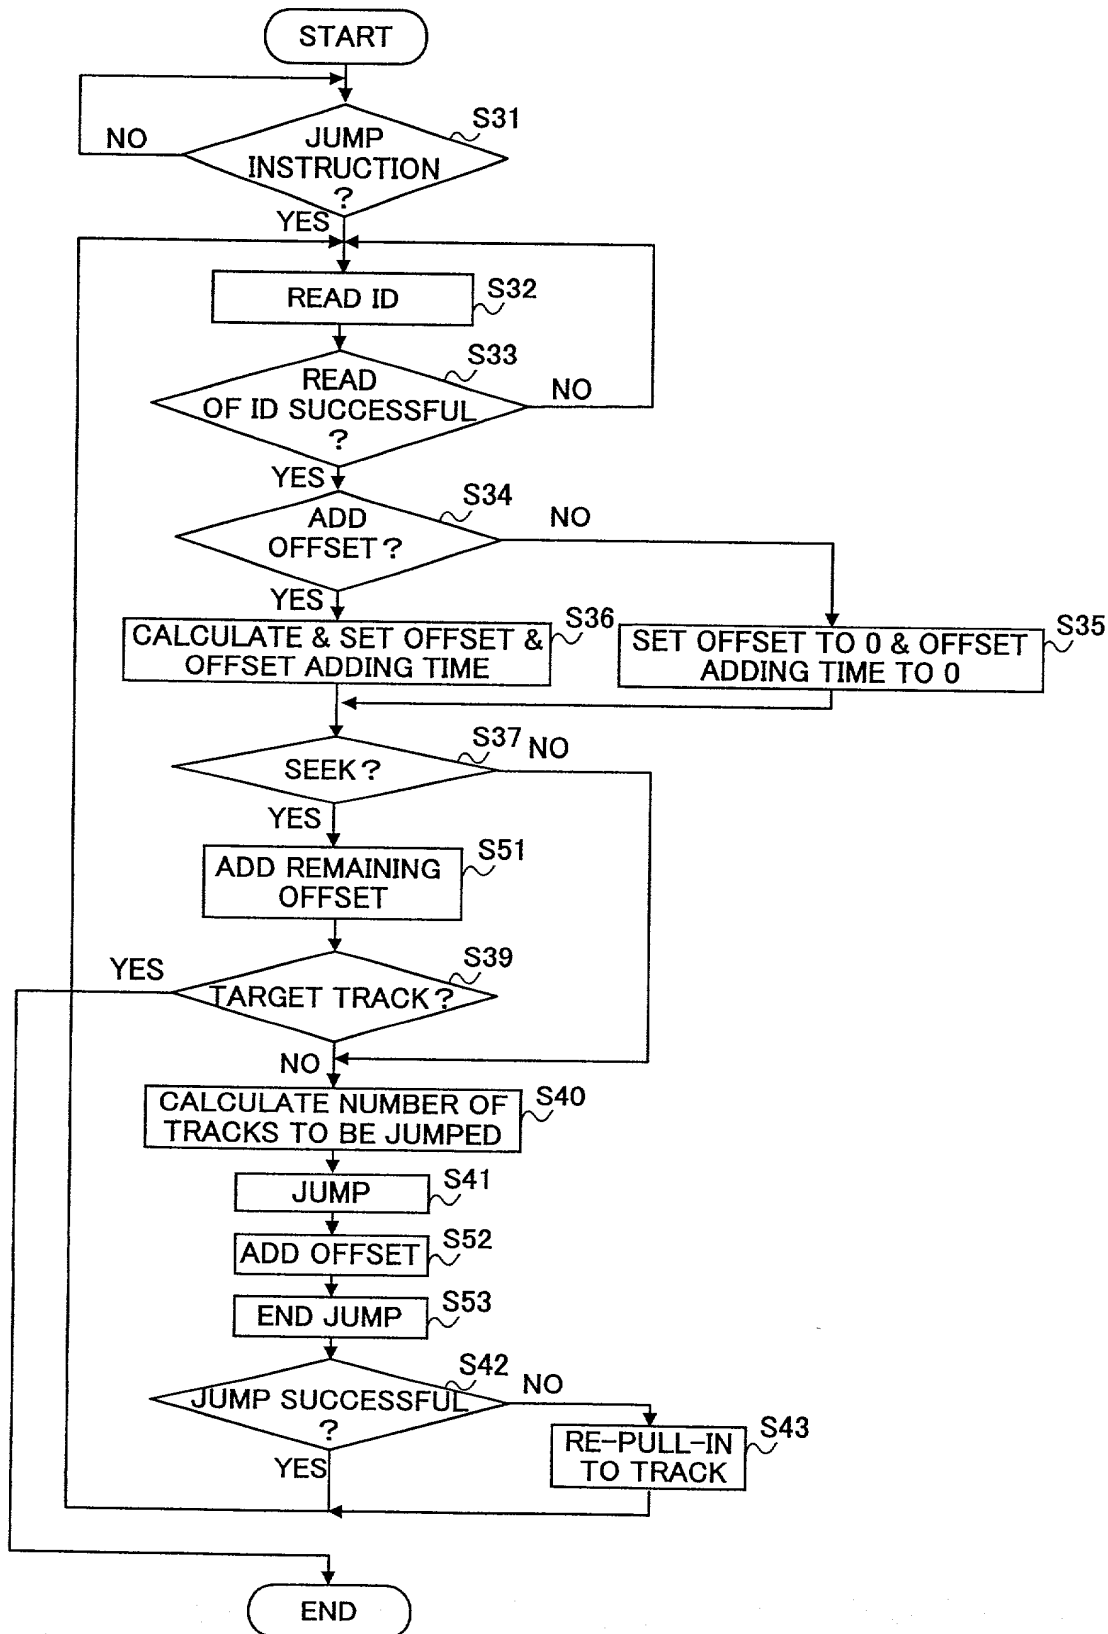 START
S31
NO
JUMP
INSTRUCTION
?
YES
READ ID
S32
S33
READ
OF ID SUCCESSFUL
?
NO
YES
S34
ADD
OFFSET?
NO
YES
S36
CALCULATE & SET OFFSET &
OFFSET ADDING TIME
S35
SET OFFSET TO 0 & OFFSET
ADDING TIME TO 0
S37
NO
SEEK?
YES
S51
ADD REMAINING
OFFSET
S39
YES
TARGET TRACK?
NO
S40
CALCULATE NUMBER OF
TRACKS TO BE JUMPED
S41
JUMP
S52
ADD OFFSET
S53
END JUMP
S42
JUMP SUCCESSFUL
?
NO
YES
S43
RE-PULL-IN
TO TRACK
END